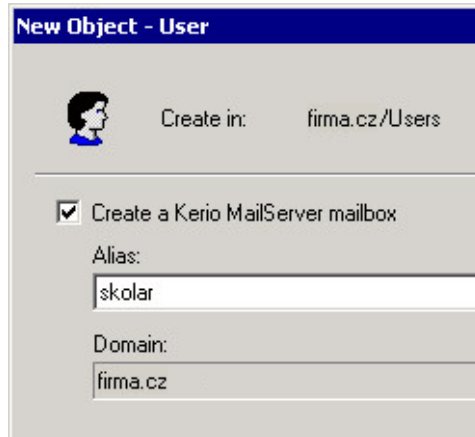 New Object - User
Create in: firma.cz/Users
Create a Kerio MailServer mailbox
Alias:
skolar
Domain:
firma.cz